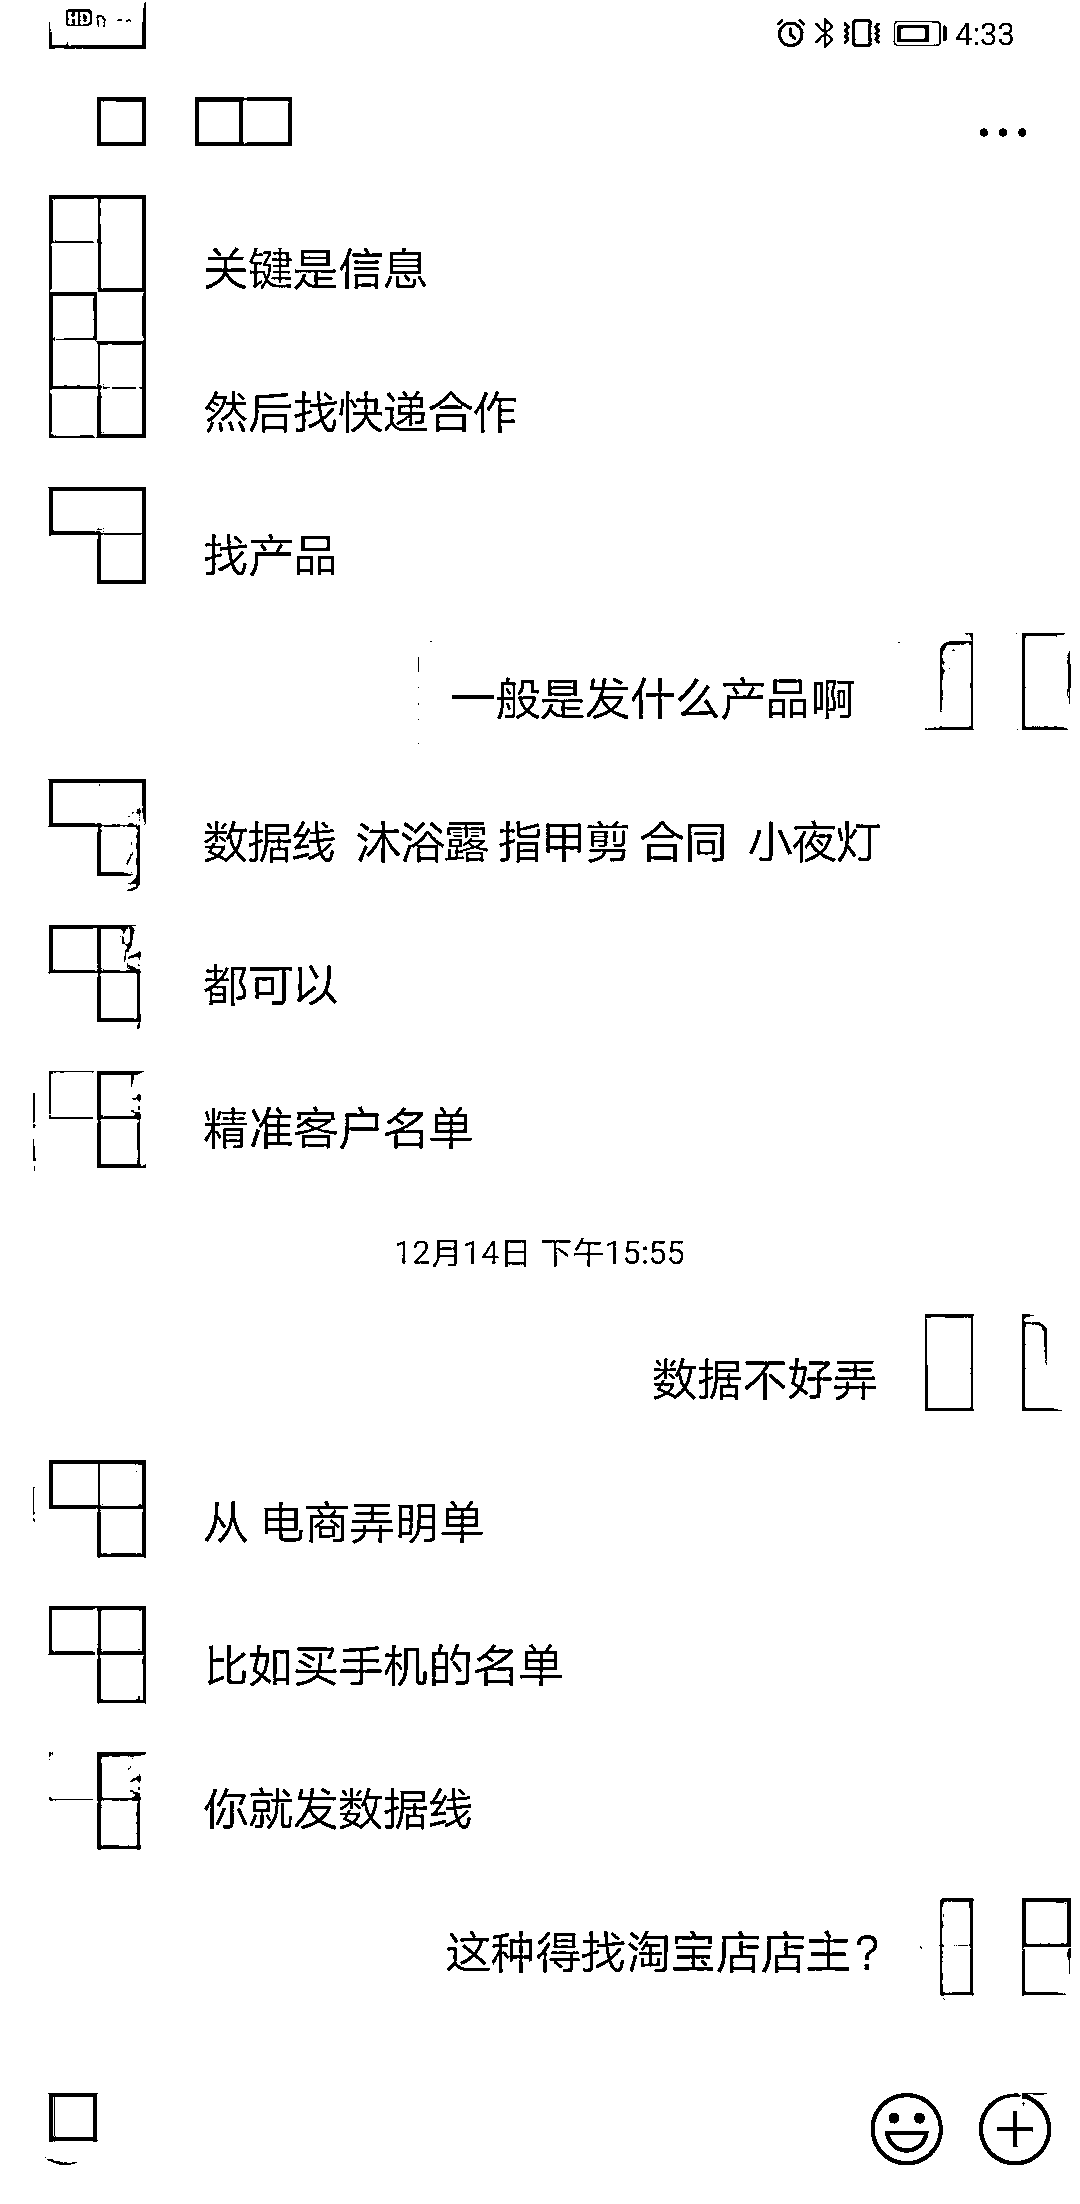 HD
4:33
关键是信息
然后找快递合作
找产品
一般是发什么产品啊
数据线 沐浴露 指甲剪 合同 小夜灯
都可以
精准客户名单
12月14日 下午15:55
数据不好弄
从 电商弄明单
比如买手机的名单
你就发数据线
这种得找淘宝店店主?